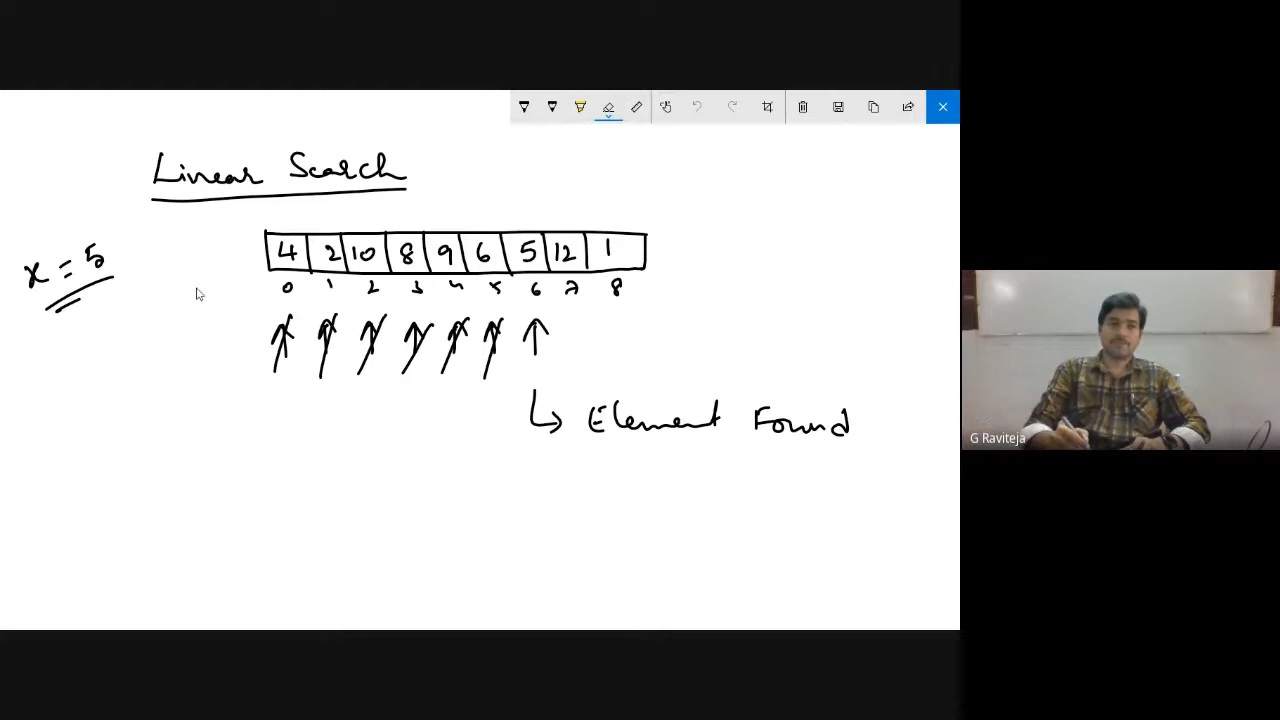 Linear Search
x = 5
4 2 10 8 9 6 5 12 1
0 1 2 3 4 5 6 7 8
Element Found
G Raviteja